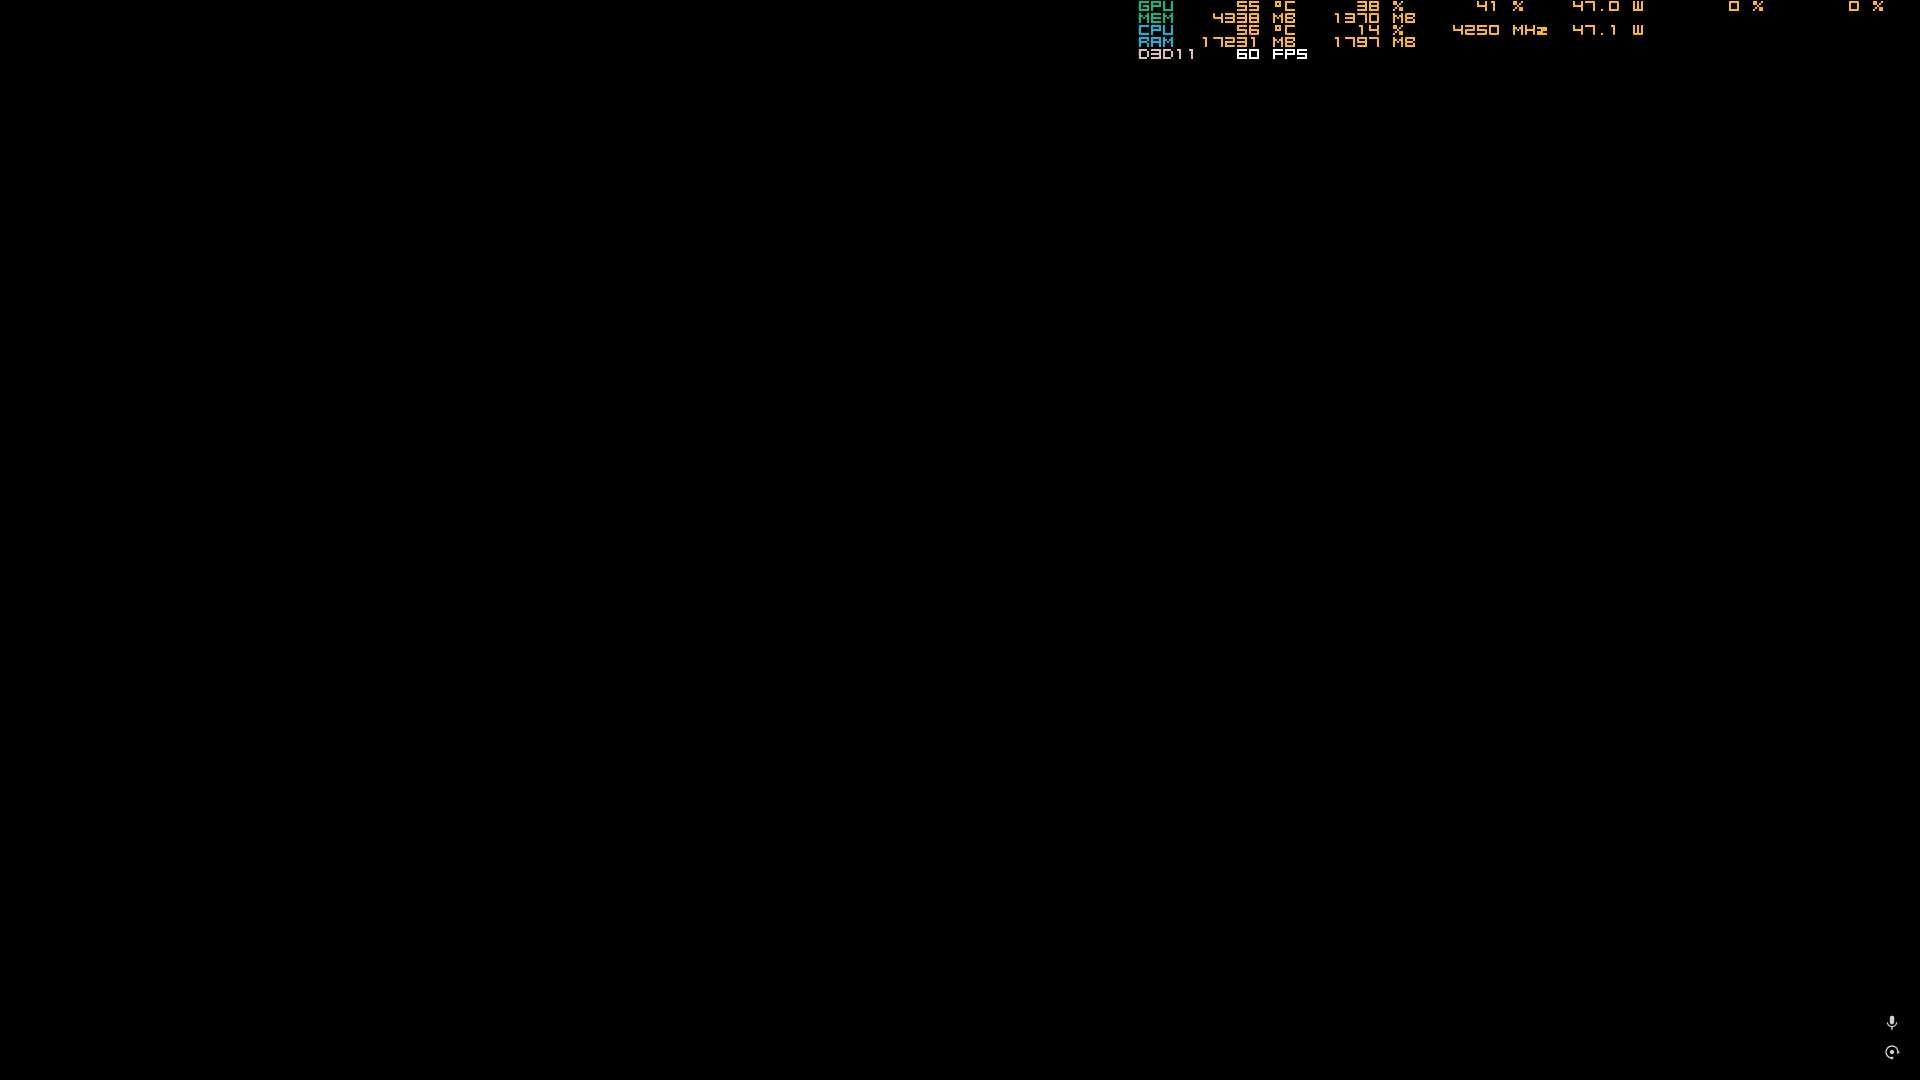 GPU 55 °C 38 % 41 % 47.0 W 0 % 0 %
MEM 4338 MB 1370 MB
CPU 56 °C 14 % 4250 MHz 47.1 W
RAM 17231 MB 1797 MB
D3D11 60 FPS